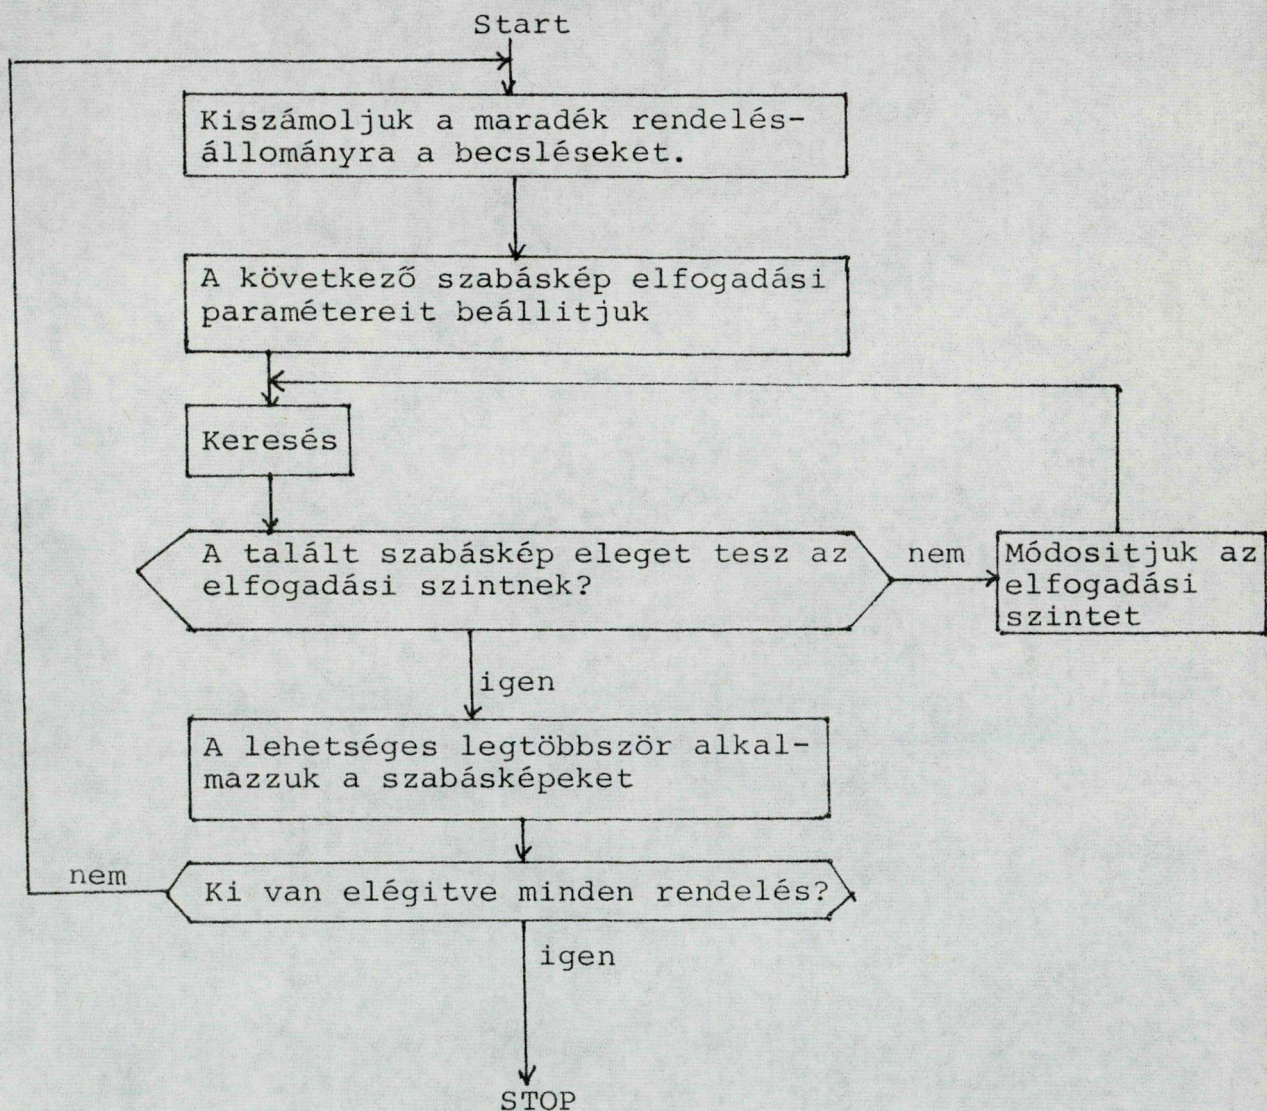 Start
Kiszámoljuk a maradék rendelés-
állományra a becsléseket.
A következő szabáskép elfogadási
paramétereit beállitjuk
Keresés
A talált szabáskép eleget tesz az
elfogadási szintnek?
nem
Módositjuk az
elfogadási
szintet
igen
A lehetséges legtöbbször alkal-
mazzuk a szabásképeket
nem
Ki van elégitve minden rendelés?
igen
STOP